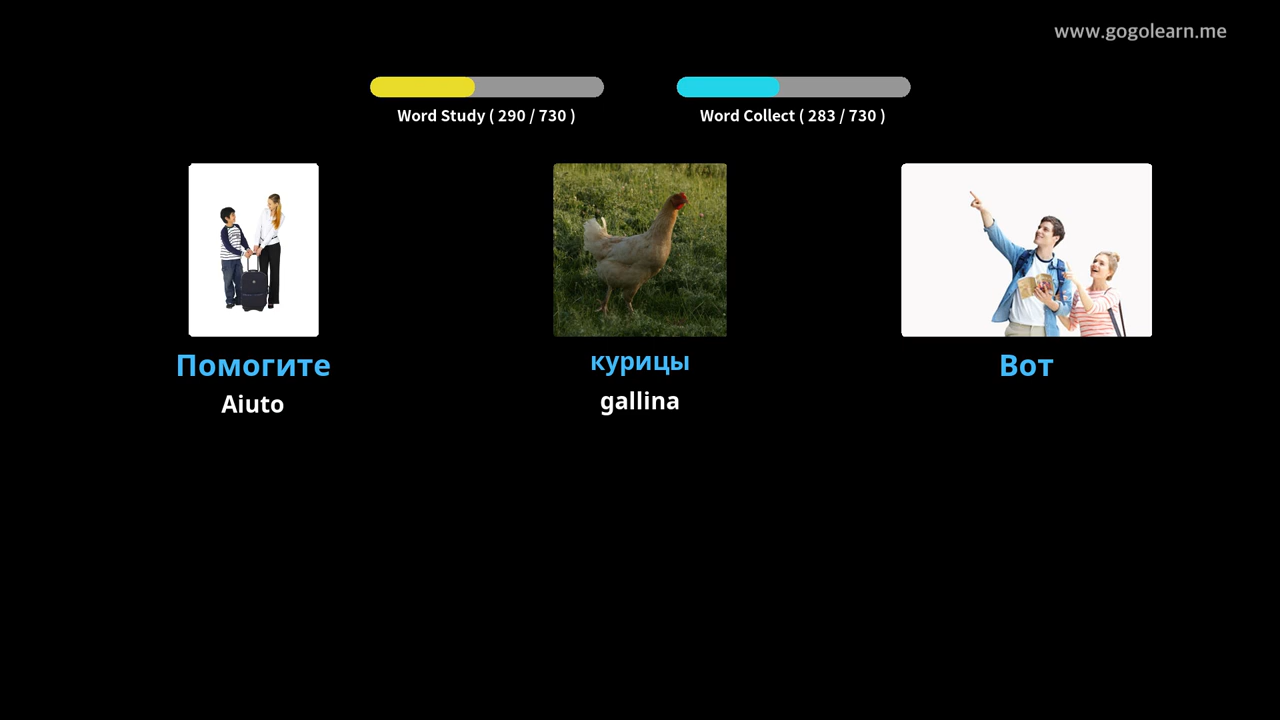 www.gogolearn.me
Word Study ( 290 / 730 )
Word Collect ( 283 / 730 )
Помогите
Aiuto
курицы
gallina
Вот